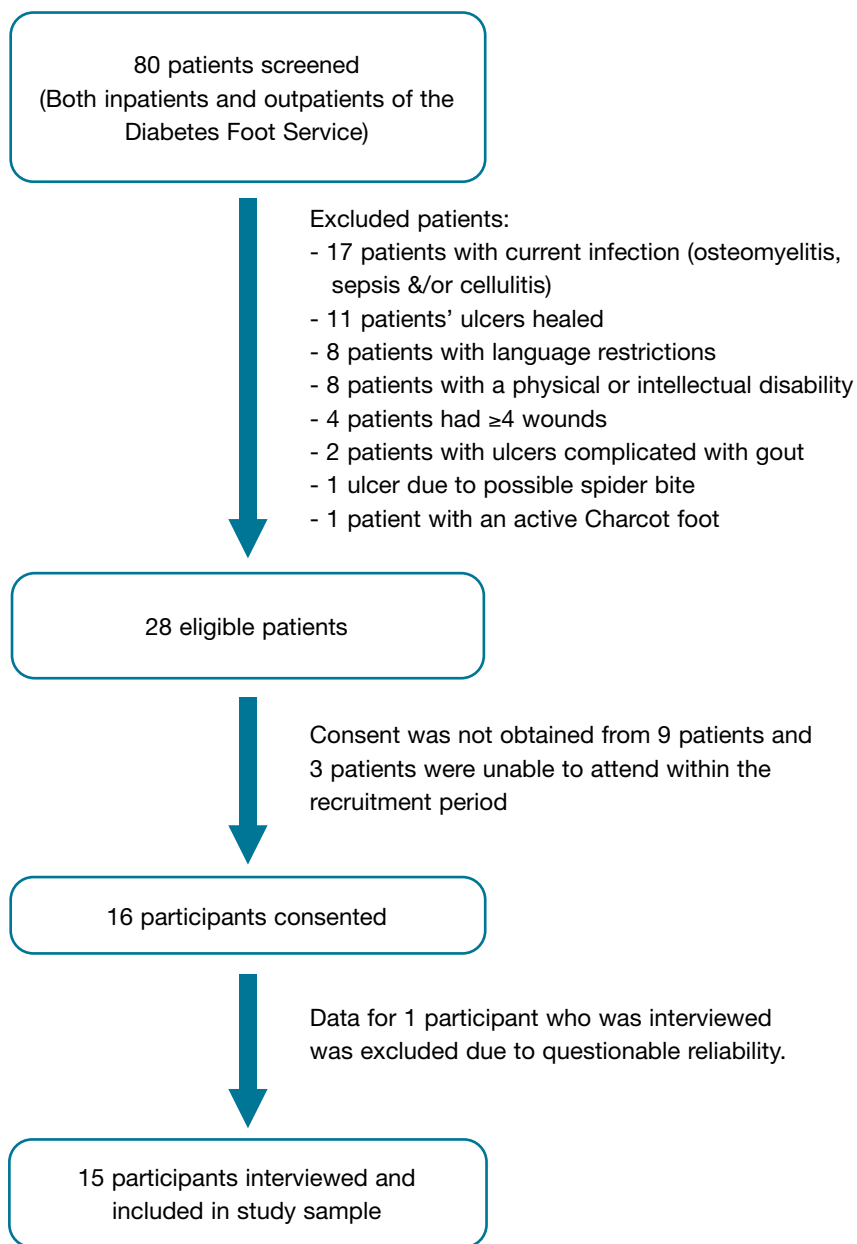 80 patients screened
(Both inpatients and outpatients of the
Diabetes Foot Service)
Excluded patients:
- 17 patients with current infection (osteomyelitis,
sepsis &/or cellulitis)
- 11 patients’ ulcers healed
- 8 patients with language restrictions
- 8 patients with a physical or intellectual disability
- 4 patients had ≥4 wounds
- 2 patients with ulcers complicated with gout
- 1 ulcer due to possible spider bite
- 1 patient with an active Charcot foot
28 eligible patients
Consent was not obtained from 9 patients and
3 patients were unable to attend within the
recruitment period
16 participants consented
Data for 1 participant who was interviewed
was excluded due to questionable reliability.
15 participants interviewed and
included in study sample